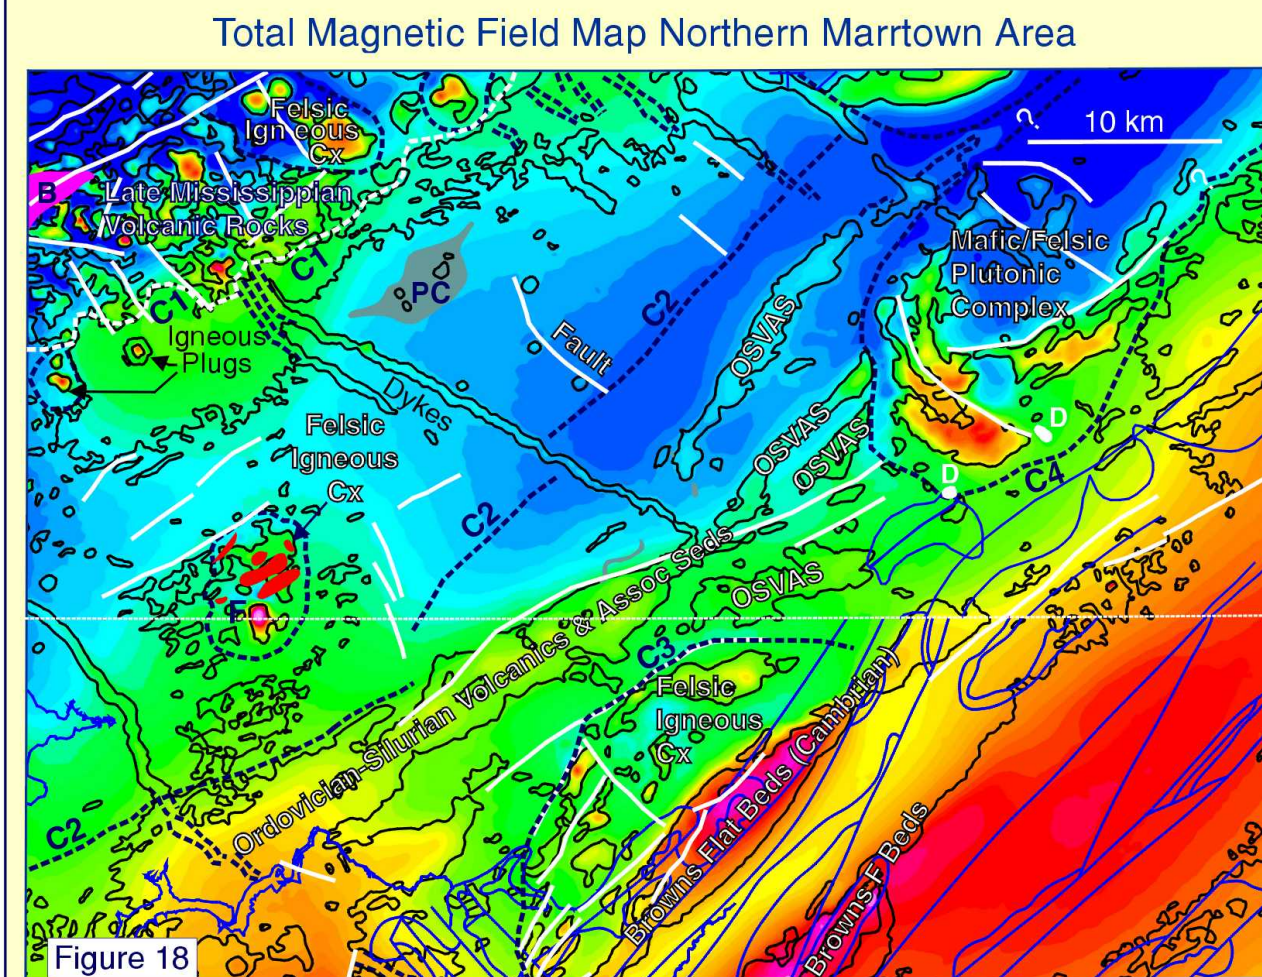 Total Magnetic Field Map Northern Marrtown Area
Felsic
Igneous
Cx
?
10 km
B
Late Mississippian
Volcanic Rocks
?
C1
Mafic/Felsic
Plutonic
Complex
PC
C1
C2
Igneous
Plugs
Fault
OSVAS
Dykes
Felsic
Igneous
Cx
OSVAS
OSVAS
D
D
C4
C2
Ordovician-Silurian Volcanics & Assoc Seds
OSVAS
F
C3
Felsic
Igneous
Cx
Browns Flat Beds (Cambrian)
C2
Browns F Beds
Figure 18